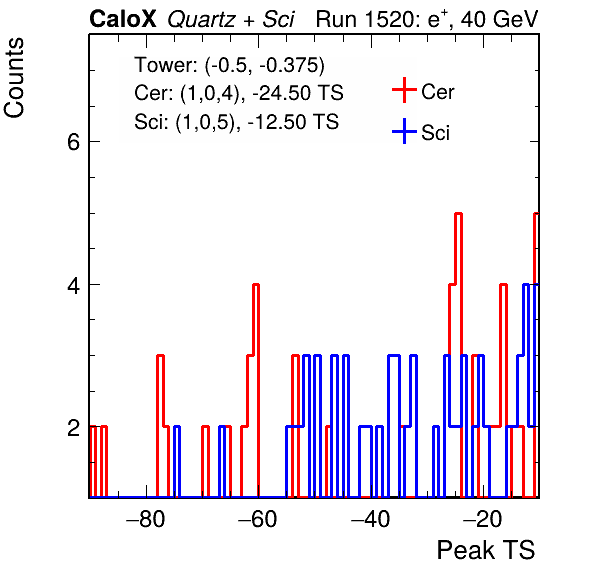 CaloX Quartz + Sci Run 1520: e+, 40 GeV
Counts
Tower: (-0.5, -0.375)
Cer: (1,0,4), -24.50 TS
Sci: (1,0,5), -12.50 TS
Cer
Sci
6
4
2
−80 −60 −40 −20
Peak TS